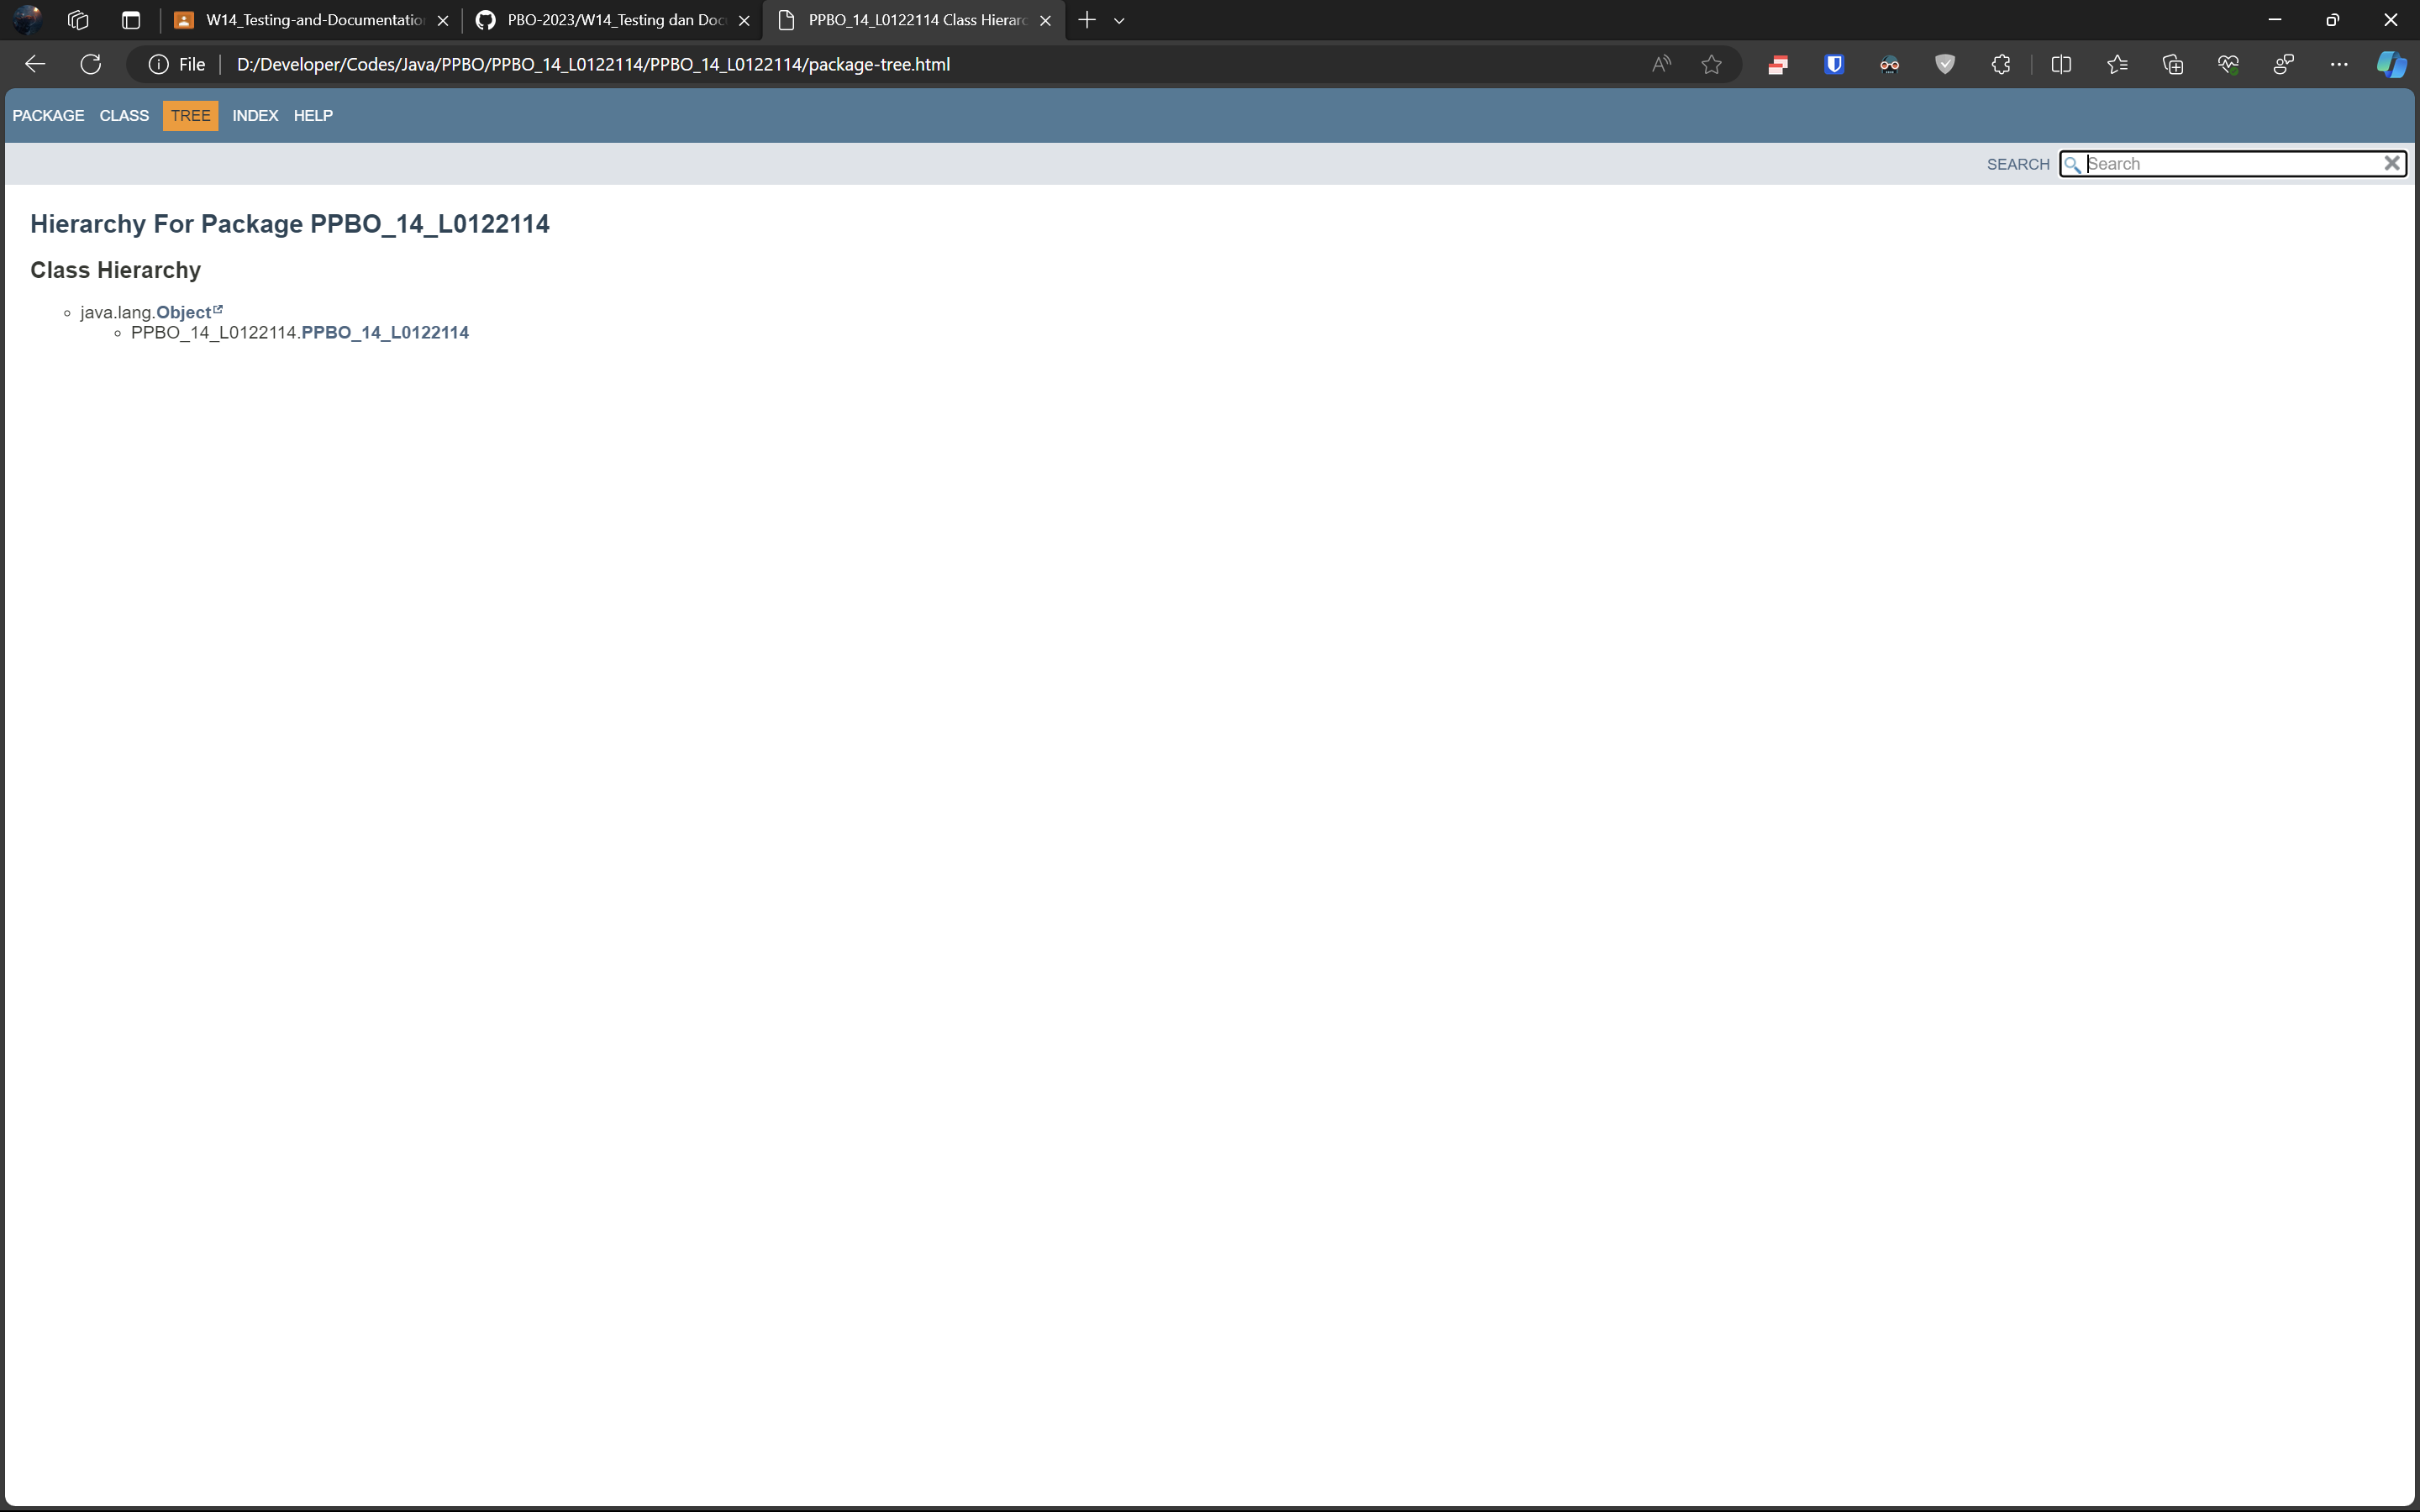 W14_Testing-and-Documentation
PBO-2023/W14_Testing dan Doc
PPBO_14_L0122114 Class Hierarc
File
D:/Developer/Codes/Java/PPBO/PPBO_14_L0122114/PPBO_14_L0122114/package-tree.html
PACKAGE CLASS TREE INDEX HELP
SEARCH Search
Hierarchy For Package PPBO_14_L0122114
Class Hierarchy
java.lang.Object
PPBO_14_L0122114.PPBO_14_L0122114